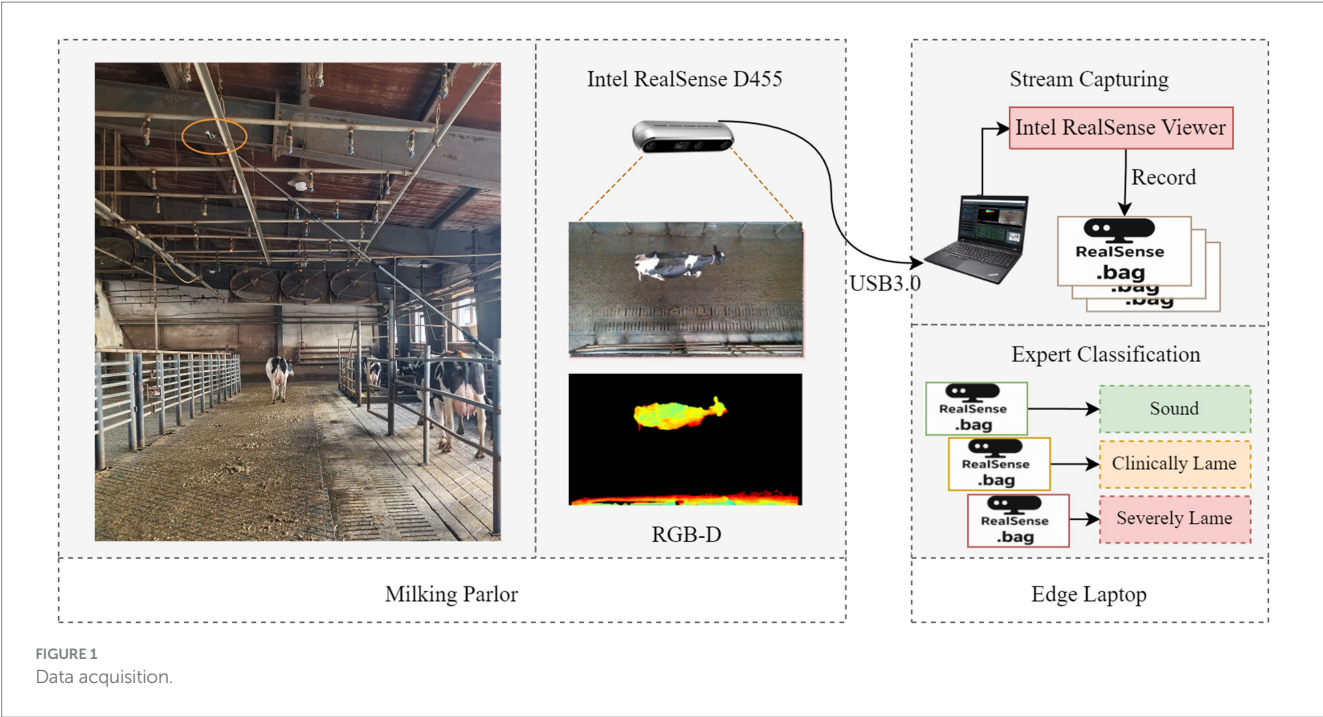 Intel RealSense D455
RGB-D
Milking Parlor
USB3.0
Stream Capturing
Intel RealSense Viewer
Record
RealSense
.bag
.bag
.bag
Expert Classification
RealSense
.bag
Sound
RealSense
.bag
Clinically Lame
RealSense
.bag
Severely Lame
Edge Laptop
FIGURE 1
Data acquisition.